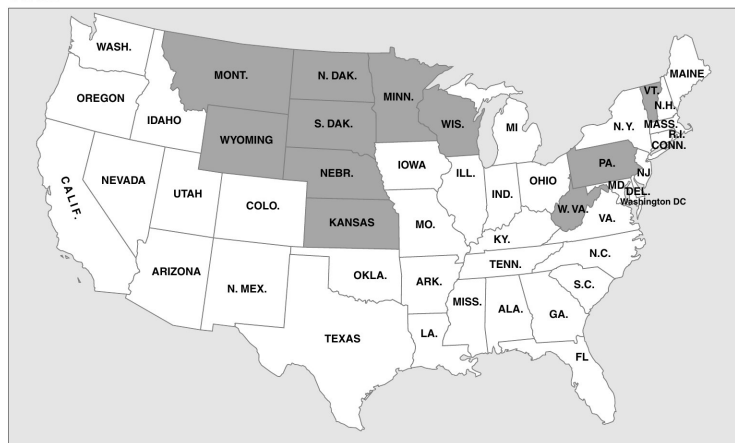 WASH.
MONT.
N. DAK.
MINN.
VT.
MAINE
OREGON
IDAHO
WYOMING
S. DAK.
WIS.
MI
N.Y.
N.H.
MASS.
R.I.
CONN.
NEVADA
UTAH
COLO.
NEBR.
IOWA
ILL.
IND.
OHIO
PA.
NJ
MD.
DEL.
Washington DC
CALIF.
KANSAS
MO.
KY.
W. VA.
VA.
ARIZONA
N. MEX.
OKLA.
ARK.
TENN.
N.C.
S.C.
TEXAS
LA.
MISS.
ALA.
GA.
FL